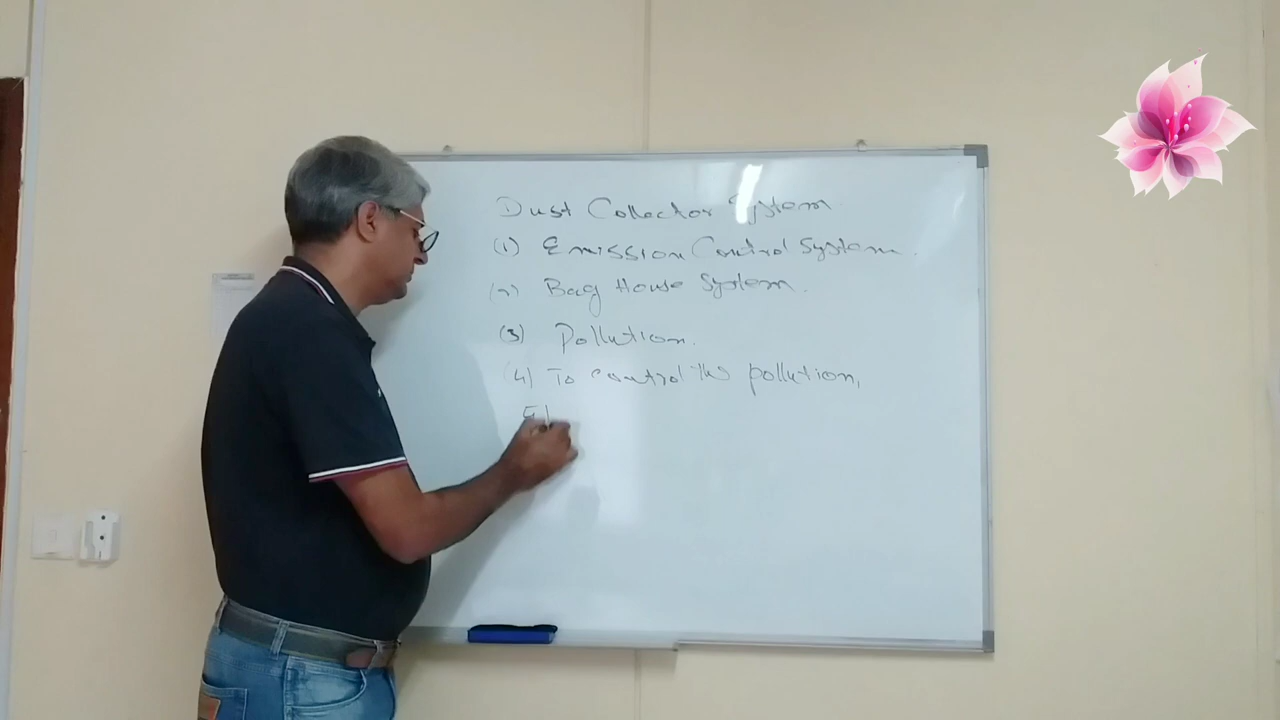 Dust Collector System
(1) Emission Control System.
(2) Bag House System.
(3) Pollution.
(4) To control the pollution,
5)